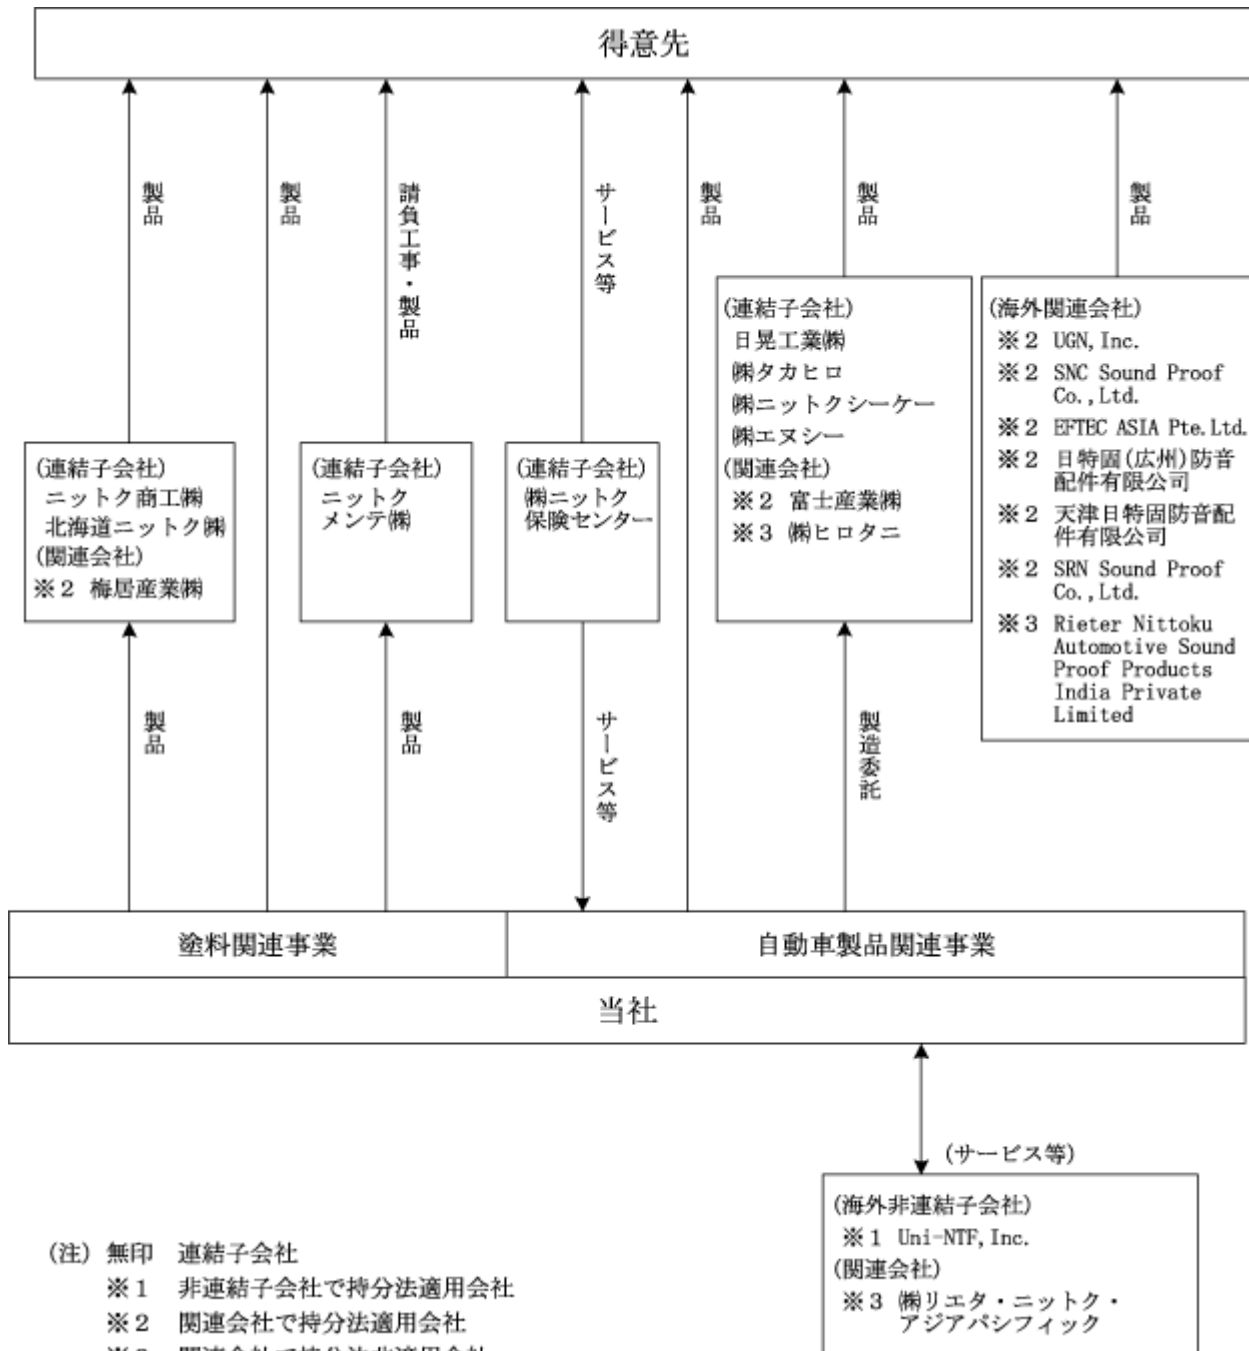 得意先
製品
製品
請負工事・製品
サービス等
製品
製品
製品
(連結子会社)
ニットク商工㈱
北海道ニットク㈱
(関連会社)
※2 梅居産業㈱
(連結子会社)
ニットク
メンテ㈱
(連結子会社)
㈱ニットク
保険センター
(連結子会社)
日晃工業㈱
㈱タカヒロ
㈱ニットクシーケー
㈱エヌシー
(関連会社)
※2 富士産業㈱
※3 ㈱ヒロタニ
(海外関連会社)
※2 UGN, Inc.
※2 SNC Sound Proof
Co., Ltd.
※2 EFTEC ASIA Pte. Ltd.
※2 日特固(広州)防音
配件有限公司
※2 天津日特固防音配
件有限公司
※2 SRN Sound Proof
Co., Ltd.
※3 Rieter Nittoku
Automotive Sound
Proof Products
India Private
Limited
製品
製品
サービス等
製造委託
塗料関連事業
自動車製品関連事業
当社
(サービス等)
(海外非連結子会社)
※1 Uni-NTF, Inc.
(関連会社)
※3 ㈱リエタ・ニットク・
アジアパシフィック
(注) 無印 連結子会社
※1 非連結子会社で持分法適用会社
※2 関連会社で持分法適用会社